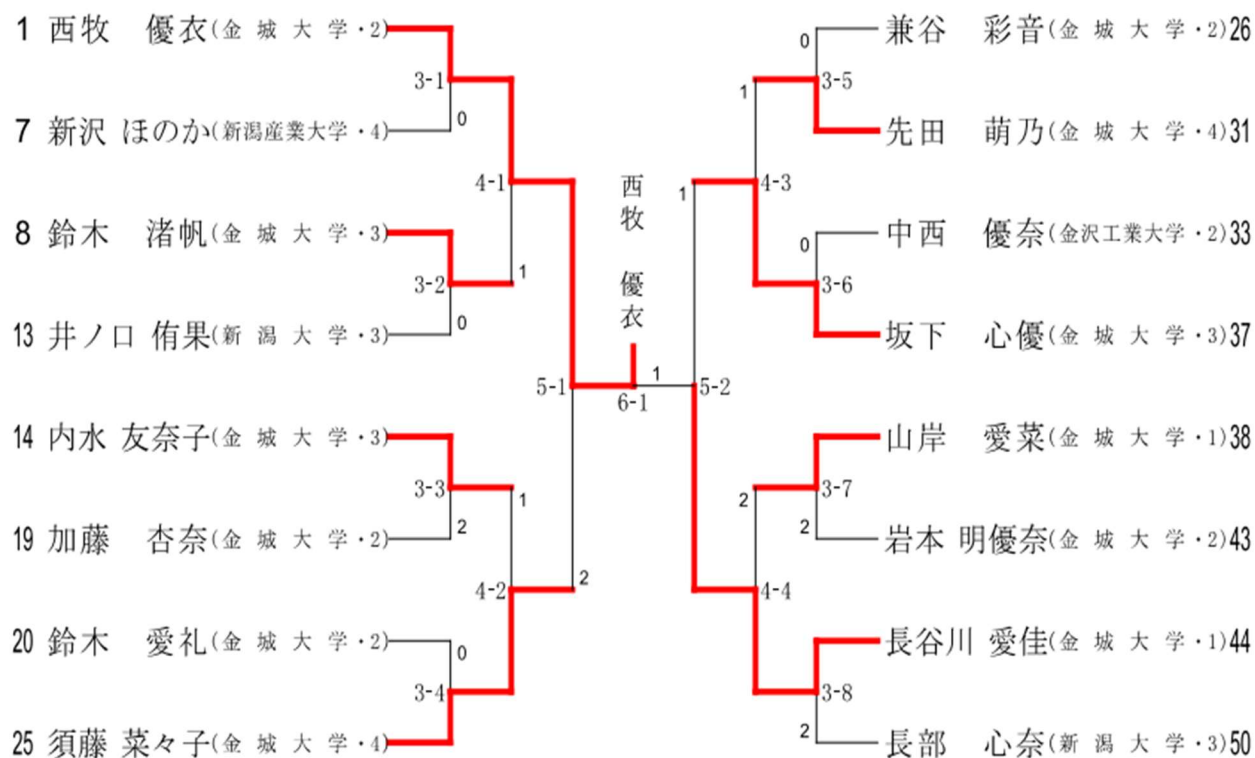 1 西牧 優衣(金 城 大 学・2)
3-1
7 新沢 ほのか(新潟産業大学・4)
0
4-1
8 鈴木 渚帆(金 城 大 学・3)
3-2
1
13 井ノ口 侑果(新 潟 大 学・3)
0
5-1
14 内水 友奈子(金 城 大 学・3)
3-3
1
19 加藤 杏奈(金 城 大 学・2)
2
4-2
2
20 鈴木 愛礼(金 城 大 学・2)
0
3-4
25 須藤 菜々子(金 城 大 学・4)
西牧 優衣
6-1
1
兼谷 彩音(金 城 大 学・2)26
0
3-5
1
先田 萌乃(金 城 大 学・4)31
4-3
1
中西 優奈(金沢工業大学・2)33
0
3-6
坂下 心優(金 城 大 学・3)37
5-2
山岸 愛菜(金 城 大 学・1)38
3-7
2
岩本 明優奈(金 城 大 学・2)43
2
4-4
長谷川 愛佳(金 城 大 学・1)44
3-8
長部 心奈(新 潟 大 学・3)50
2